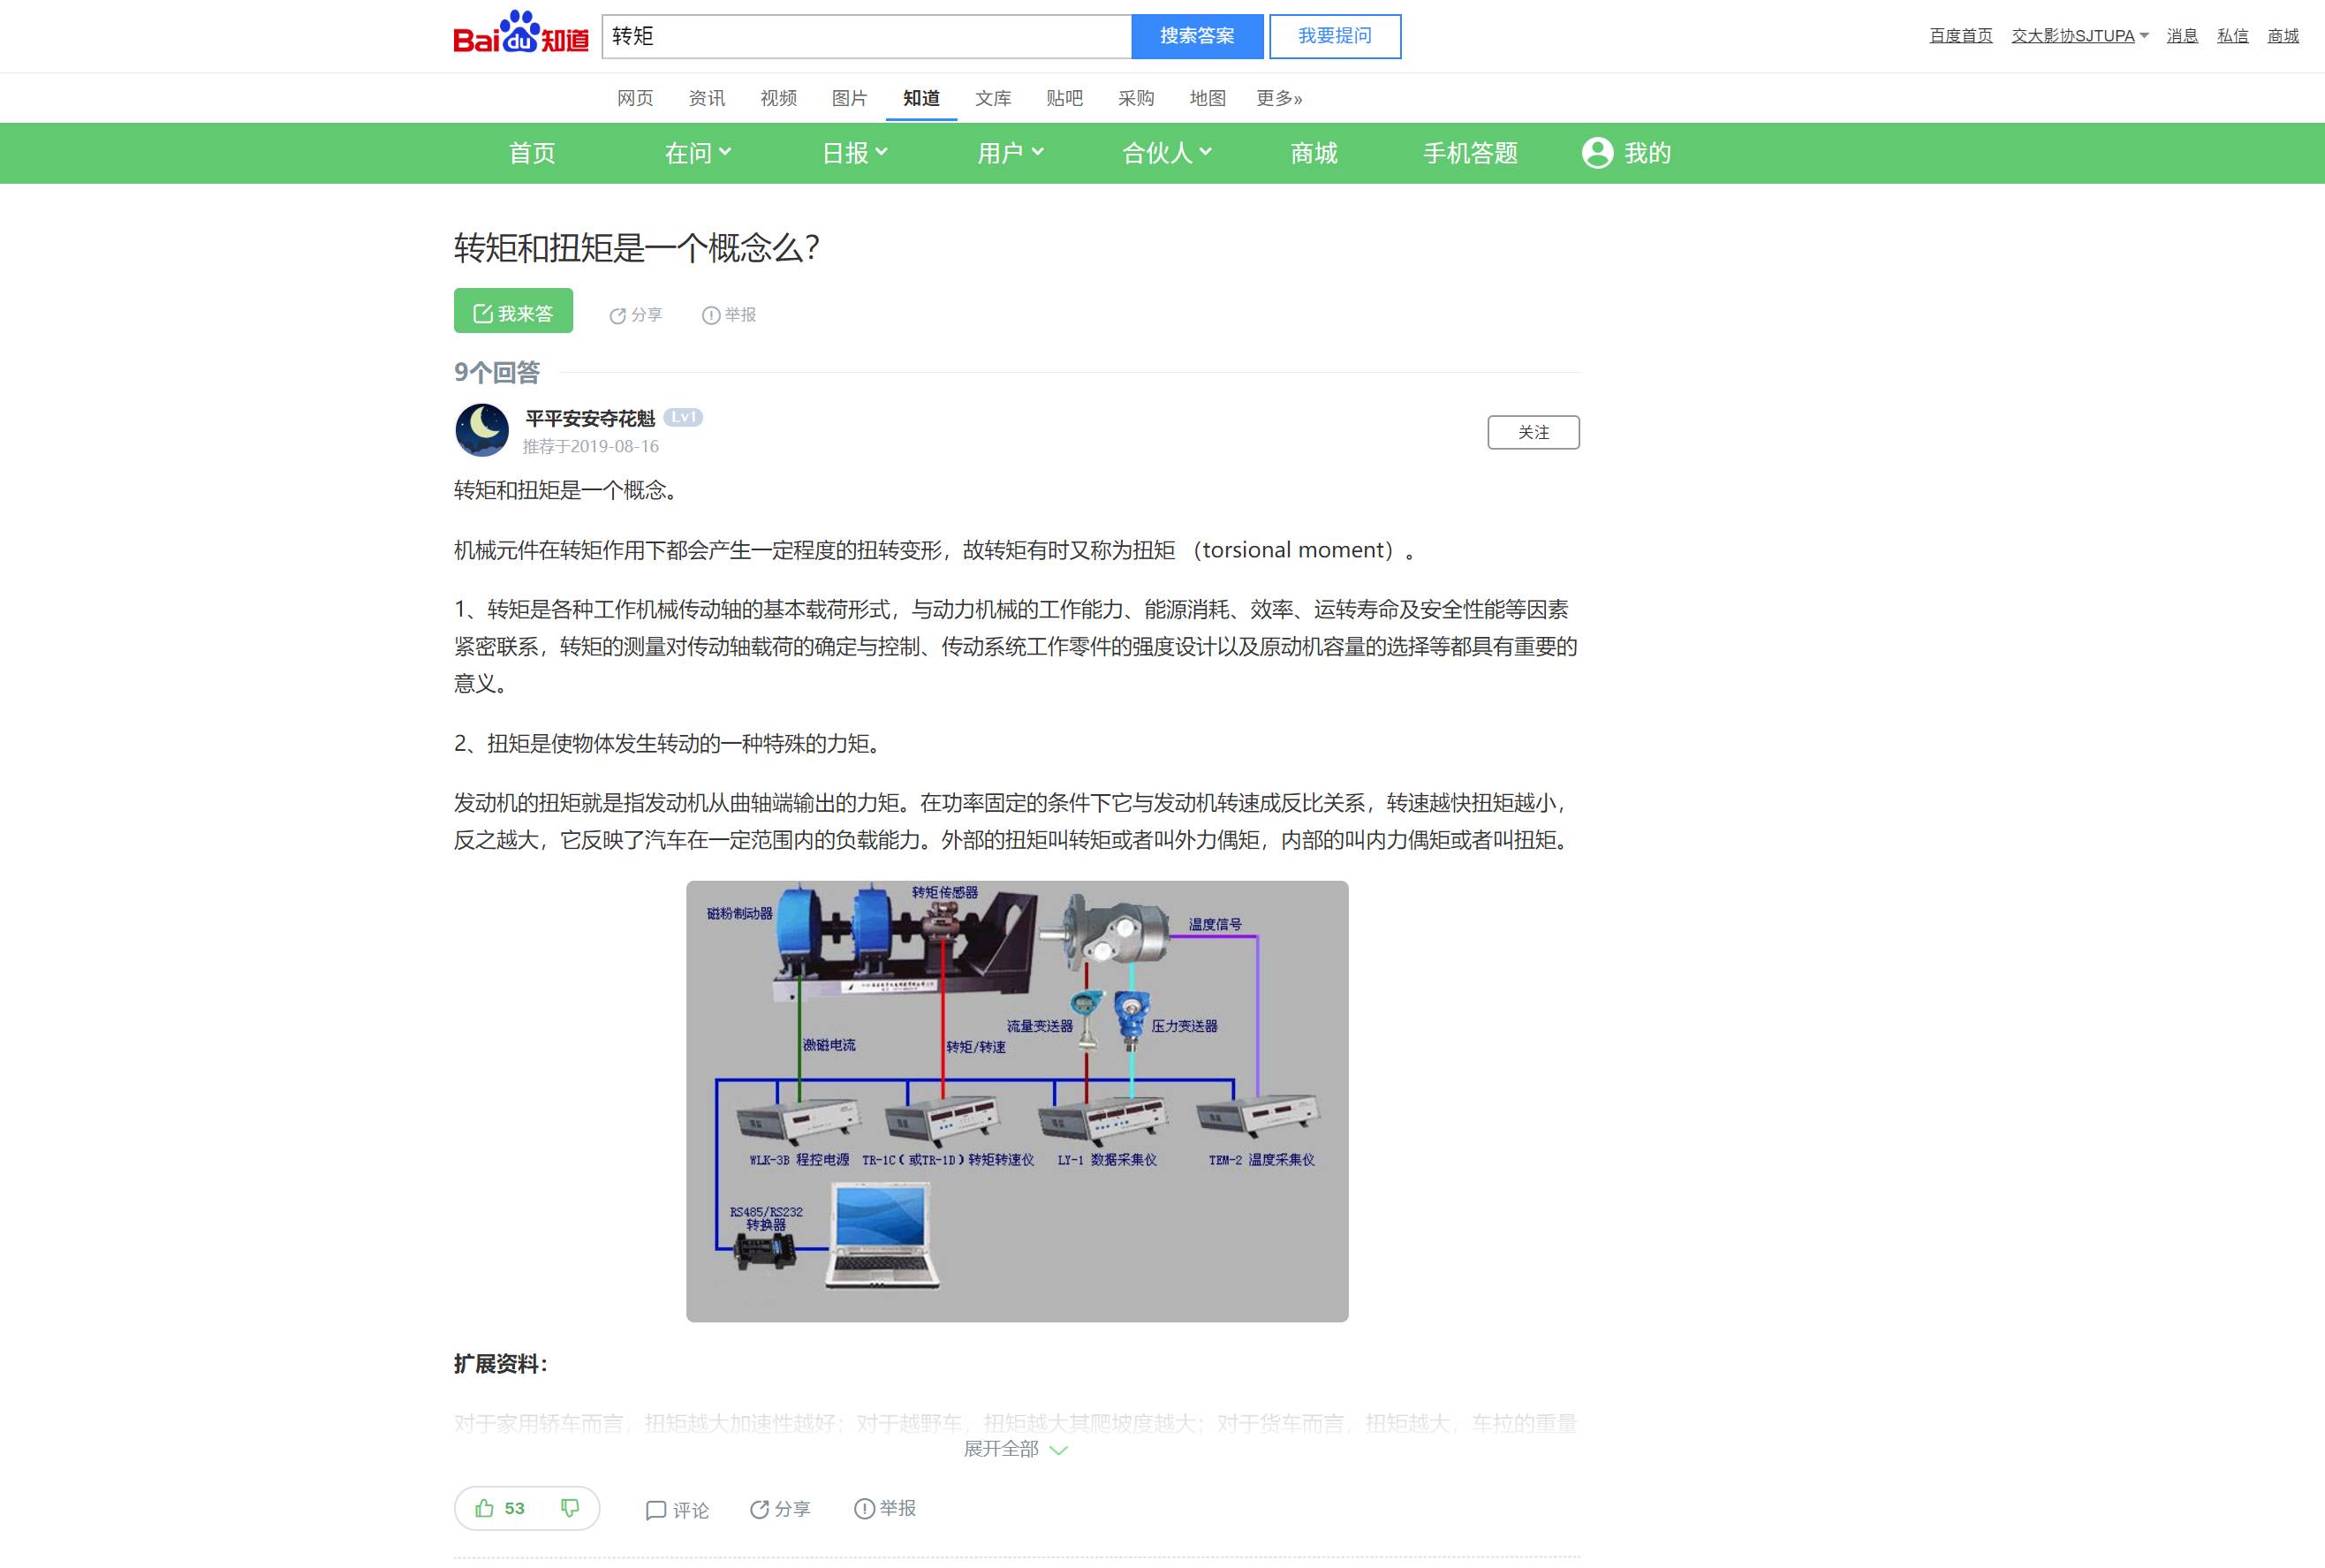 Bai du 知道
转矩
搜索答案
我要提问
百度首页 交大影协SJTUPA 消息 私信 商城
网页 资讯 视频 图片 知道 文库 贴吧 采购 地图 更多»
首页 在问 日报 用户 合伙人 商城 手机答题 我的
转矩和扭矩是一个概念么？
我来答 分享 举报
9个回答
平平安安夺花魁 Lv1
推荐于2019-08-16
关注
转矩和扭矩是一个概念。
机械元件在转矩作用下都会产生一定程度的扭转变形，故转矩有时又称为扭矩 （torsional moment）。
1、转矩是各种工作机械传动轴的基本载荷形式，与动力机械的工作能力、能源消耗、效率、运转寿命及安全性能等因素
紧密联系，转矩的测量对传动轴载荷的确定与控制、传动系统工作零件的强度设计以及原动机容量的选择等都具有重要的
意义。
2、扭矩是使物体发生转动的一种特殊的力矩。
发动机的扭矩就是指发动机从曲轴端输出的力矩。在功率固定的条件下它与发动机转速成反比关系，转速越快扭矩越小，
反之越大，它反映了汽车在一定范围内的负载能力。外部的扭矩叫转矩或者叫外力偶矩，内部的叫内力偶矩或者叫扭矩。
转矩传感器
磁粉制动器
温度信号
流量变送器
压力变送器
激磁电流
转矩/转速
WLK-3B 程控电源
TR-1C（或TR-1D）转矩转速仪
LY-1 数据采集仪
TEM-2 温度采集仪
RS485/RS232
转换器
扩展资料：
对于家用轿车而言，扭矩越大加速性越好；对于越野车，扭矩越大其爬坡度越大；对于货车而言，扭矩越大，车拉的重量
展开全部
53 评论 分享 举报